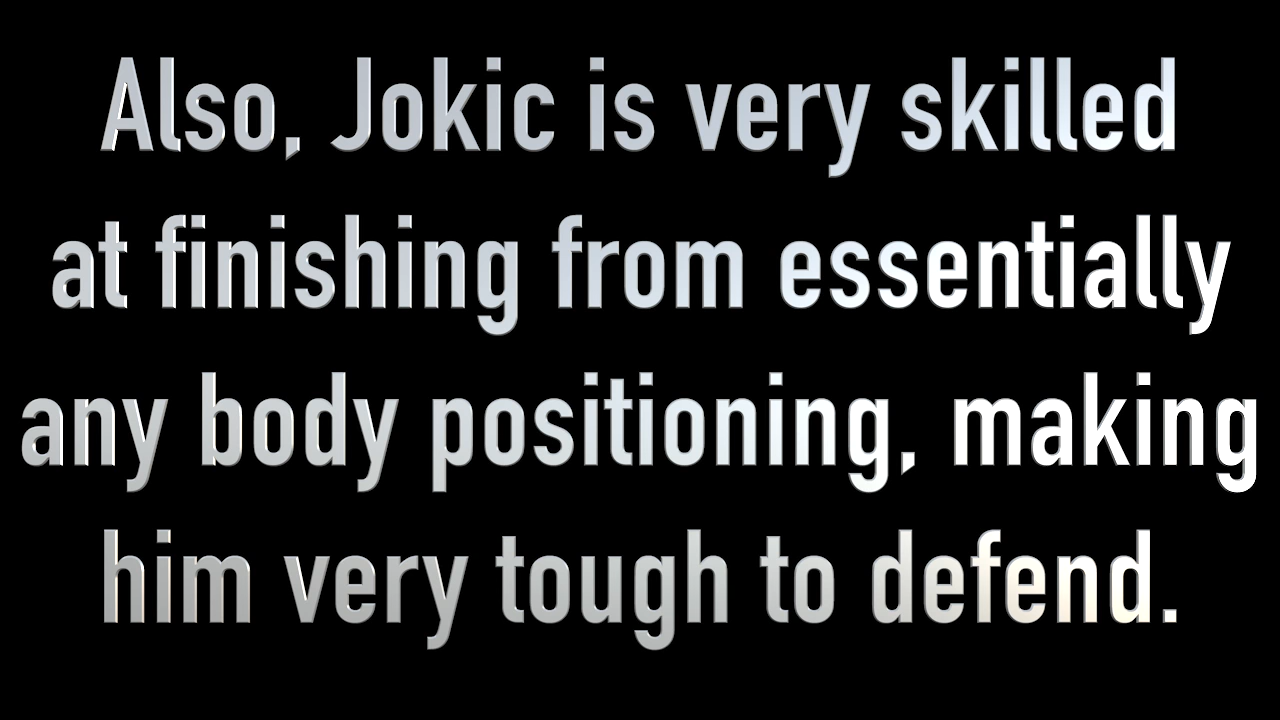 Also, Jokic is very skilled
at finishing from essentially
any body positioning, making
him very tough to defend.